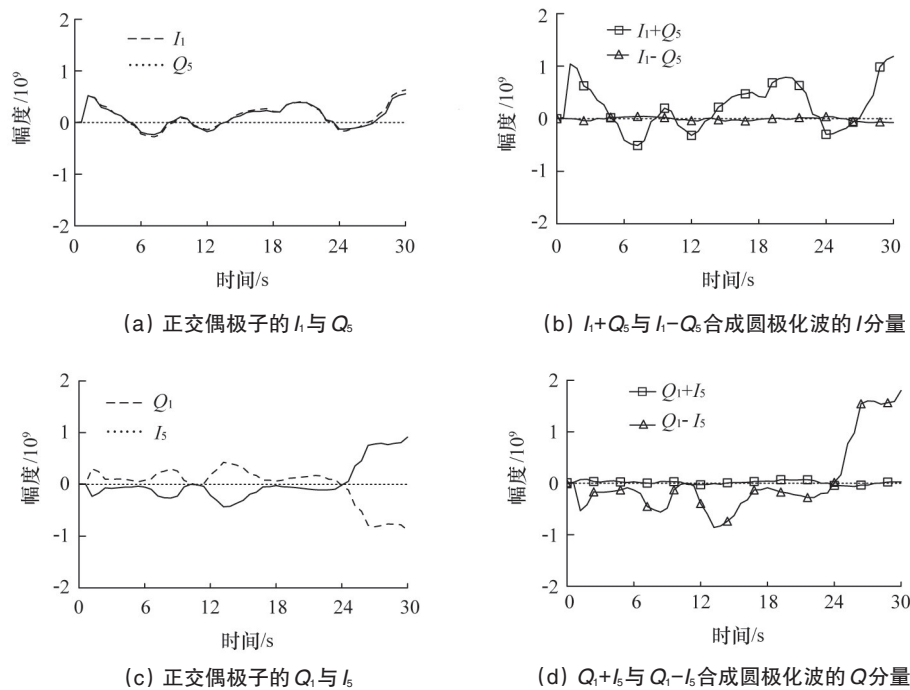 2
1
0
-1
-2
幅度/10⁹
I₁
Q₅
0 6 12 18 24 30
时间/s
(a) 正交偶极子的I₁与Q₅
2
1
0
-1
-2
幅度/10⁹
I₁+Q₅
I₁-Q₅
0 6 12 18 24 30
时间/s
(b) I₁+Q₅与I₁-Q₅合成圆极化波的I分量
2
1
0
-1
-2
幅度/10⁹
Q₁
I₅
0 6 12 18 24 30
时间/s
(c) 正交偶极子的Q₁与I₅
2
1
0
-1
-2
幅度/10⁹
Q₁+I₅
Q₁-I₅
0 6 12 18 24 30
时间/s
(d) Q₁+I₅与Q₁-I₅合成圆极化波的Q分量